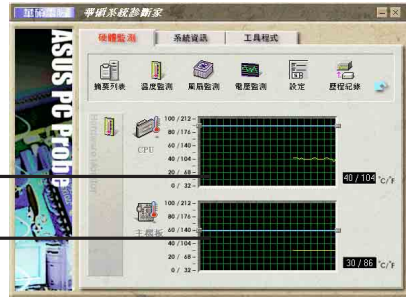 華碩系統診斷家
硬體監測 系統資訊 工具程式
摘要列表 溫度監測 風扇監測 電壓監測 設定 歷程紀錄
ASUS PC Probe
Hardware Monitor
CPU
100 / 212
80 / 176
60 / 140
40 / 104
20 / 68
0 / 32
40 / 104 °C/°F
主機板
100 / 212
80 / 176
60 / 140
40 / 104
20 / 68
0 / 32
30 / 86 °C/°F